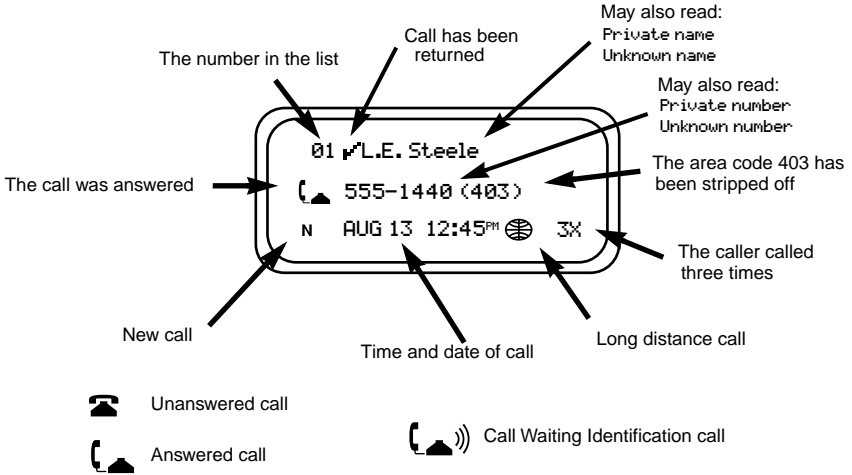 May also read:
Private name
Unknown name
Call has been
returned
The number in the list
May also read:
Private number
Unknown number
01 L.E. Steele
The call was answered
555-1440 (403)
The area code 403 has
been stripped off
N AUG 13 12:45PM 3X
The caller called
three times
New call
Time and date of call
Long distance call
Unanswered call
Answered call
Call Waiting Identification call